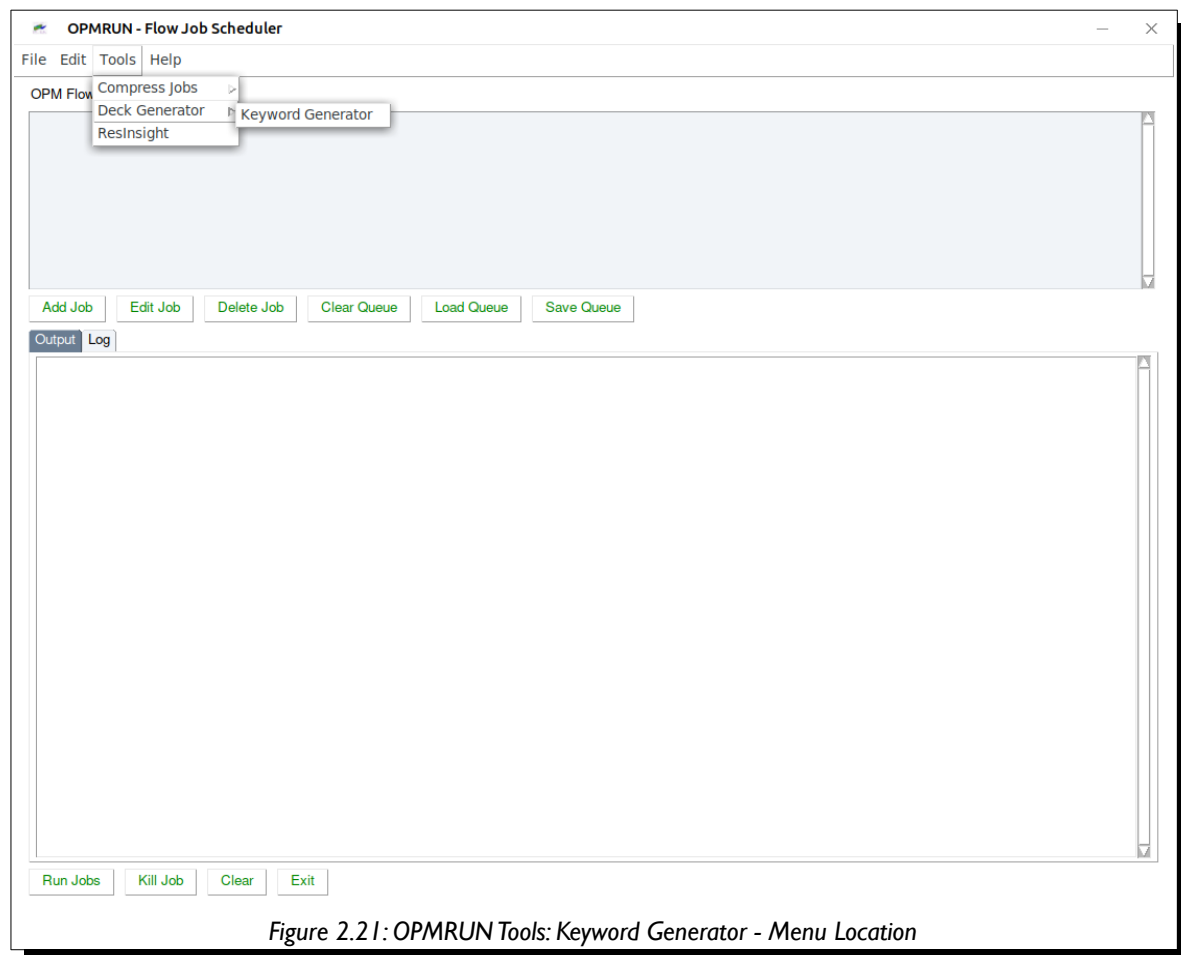 OPMRUN - Flow Job Scheduler
File Edit Tools Help
Compress Jobs
OPM Flow
Deck Generator
Keyword Generator
ResInsight
Add Job Edit Job Delete Job Clear Queue Load Queue Save Queue
Output Log
Run Jobs Kill Job Clear Exit
Figure 2.21: OPMRUN Tools: Keyword Generator - Menu Location